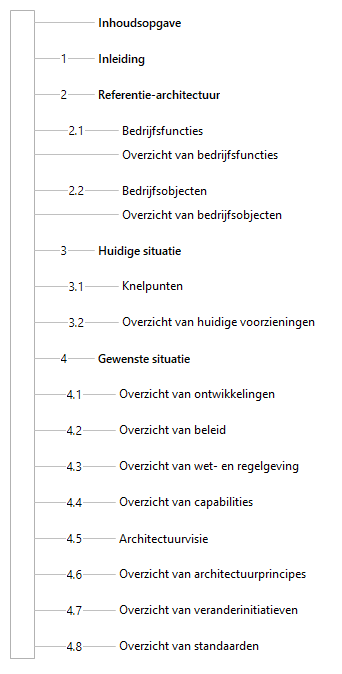 Inhoudsopgave
1 Inleiding
2 Referentie-architectuur
2.1 Bedrijfsfuncties
Overzicht van bedrijfsfuncties
2.2 Bedrijfsobjecten
Overzicht van bedrijfsobjecten
3 Huidige situatie
3.1 Knelpunten
3.2 Overzicht van huidige voorzieningen
4 Gewenste situatie
4.1 Overzicht van ontwikkelingen
4.2 Overzicht van beleid
4.3 Overzicht van wet- en regelgeving
4.4 Overzicht van capabilities
4.5 Architectuurvisie
4.6 Overzicht van architectuurprincipes
4.7 Overzicht van veranderinitiatieven
4.8 Overzicht van standaarden